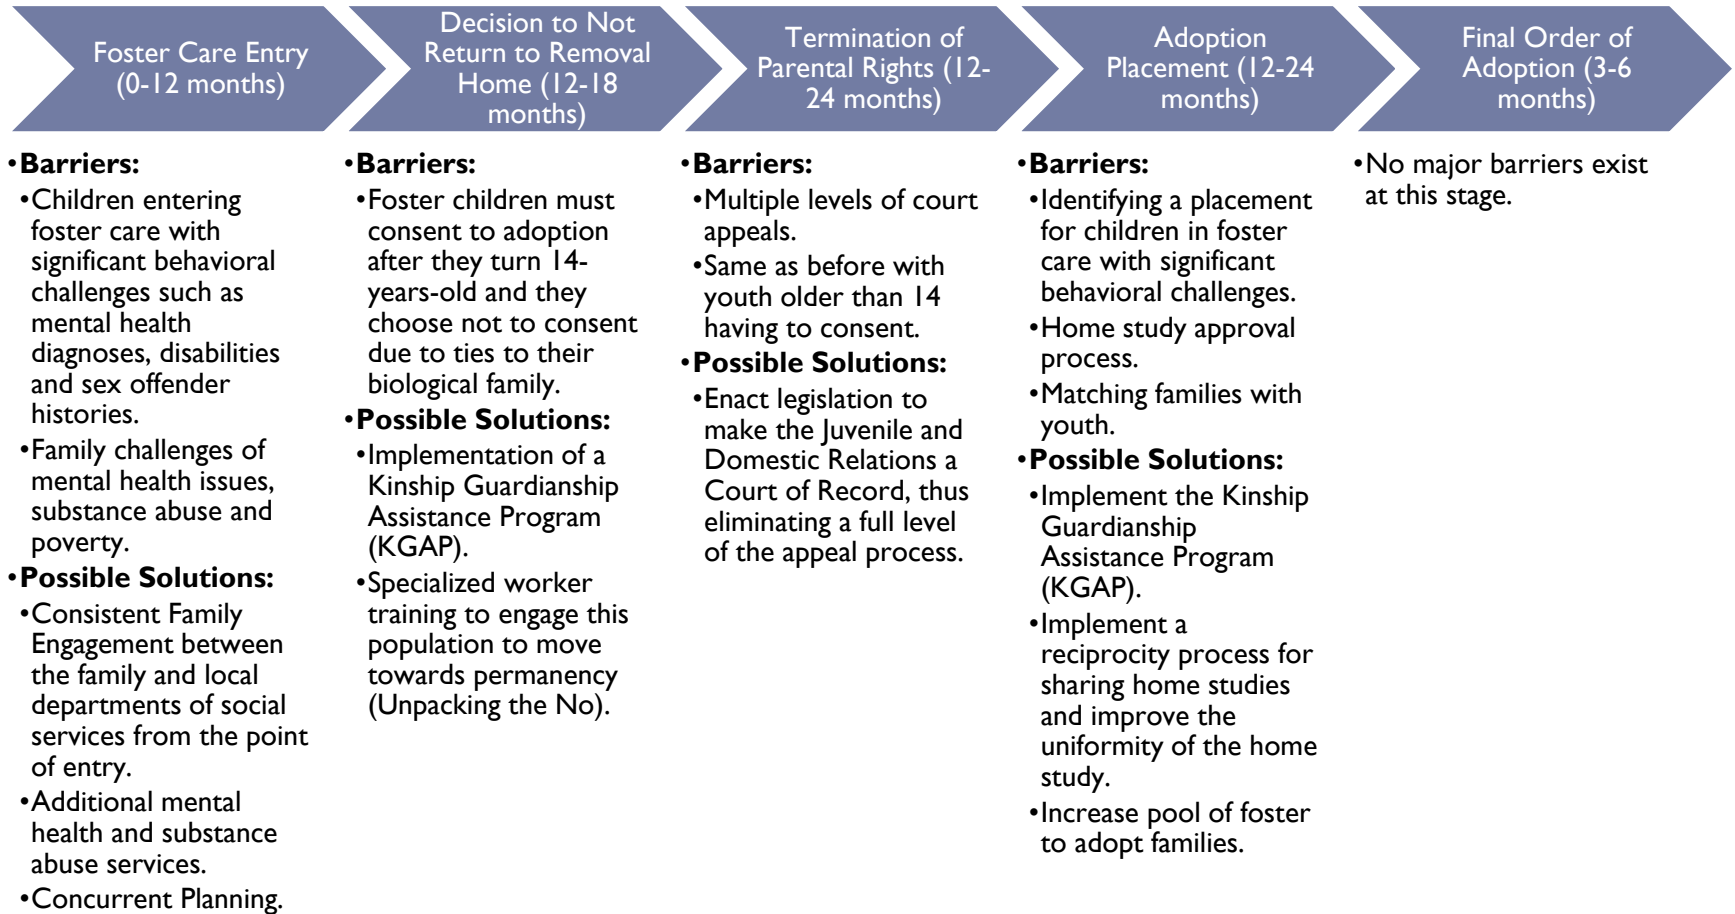 Foster Care Entry
(0-12 months)
Decision to Not
Return to Removal
Home (12-18
months)
Termination of
Parental Rights (12-
24 months)
Adoption
Placement (12-24
months)
Final Order of
Adoption (3-6
months)
•Barriers:
•Children entering
foster care with
significant behavioral
challenges such as
mental health
diagnoses, disabilities
and sex offender
histories.
•Family challenges of
mental health issues,
substance abuse and
poverty.
•Possible Solutions:
•Consistent Family
Engagement between
the family and local
departments of social
services from the point
of entry.
•Additional mental
health and substance
abuse services.
•Concurrent Planning.
•Barriers:
•Foster children must
consent to adoption
after they turn 14-
years-old and they
choose not to consent
due to ties to their
biological family.
•Possible Solutions:
•Implementation of a
Kinship Guardianship
Assistance Program
(KGAP).
•Specialized worker
training to engage this
population to move
towards permanency
(Unpacking the No).
•Barriers:
•Multiple levels of court
appeals.
•Same as before with
youth older than 14
having to consent.
•Possible Solutions:
•Enact legislation to
make the Juvenile and
Domestic Relations a
Court of Record, thus
eliminating a full level
of the appeal process.
•Barriers:
•Identifying a placement
for children in foster
care with significant
behavioral challenges.
•Home study approval
process.
•Matching families with
youth.
•Possible Solutions:
•Implement the Kinship
Guardianship
Assistance Program
(KGAP).
•Implement a
reciprocity process for
sharing home studies
and improve the
uniformity of the home
study.
•Increase pool of foster
to adopt families.
•No major barriers exist
at this stage.